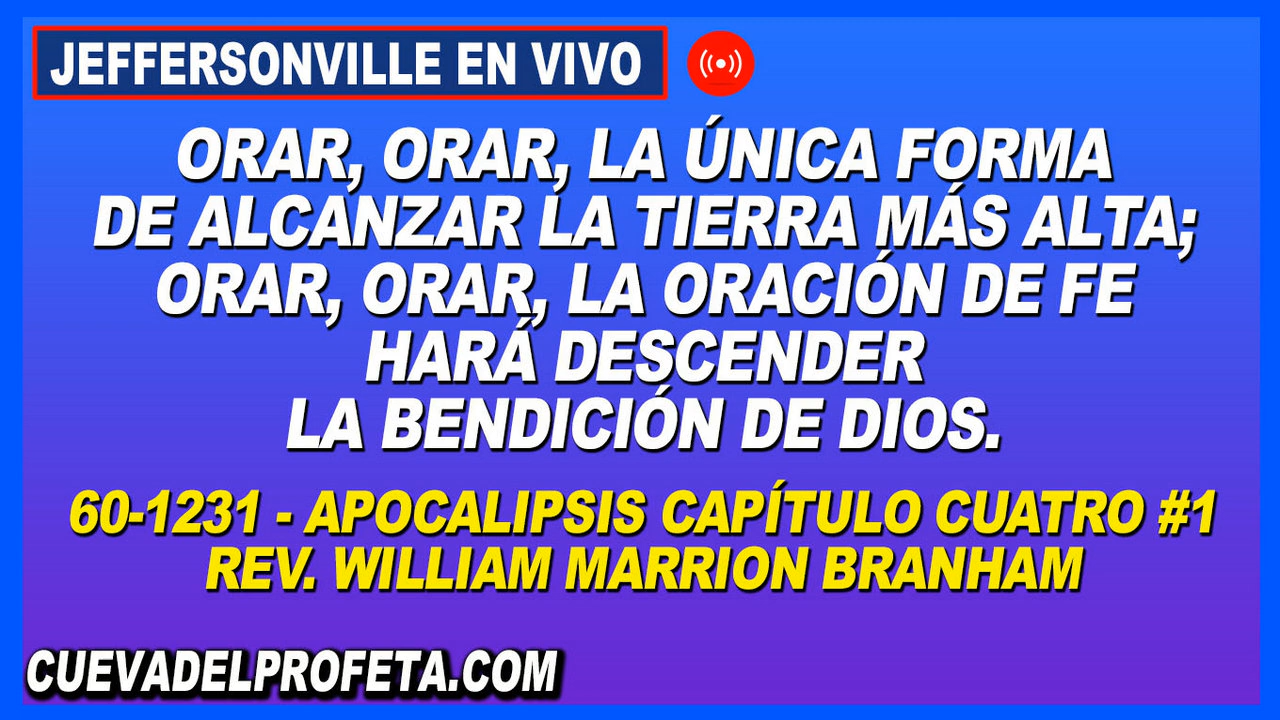 JEFFERSONVILLE EN VIVO
ORAR, ORAR, LA ÚNICA FORMA
DE ALCANZAR LA TIERRA MÁS ALTA;
ORAR, ORAR, LA ORACIÓN DE FE
HARÁ DESCENDER
LA BENDICIÓN DE DIOS.
60-1231 - APOCALIPSIS CAPÍTULO CUATRO #1
REV. WILLIAM MARRION BRANHAM
CUEVADELPROFETA.COM